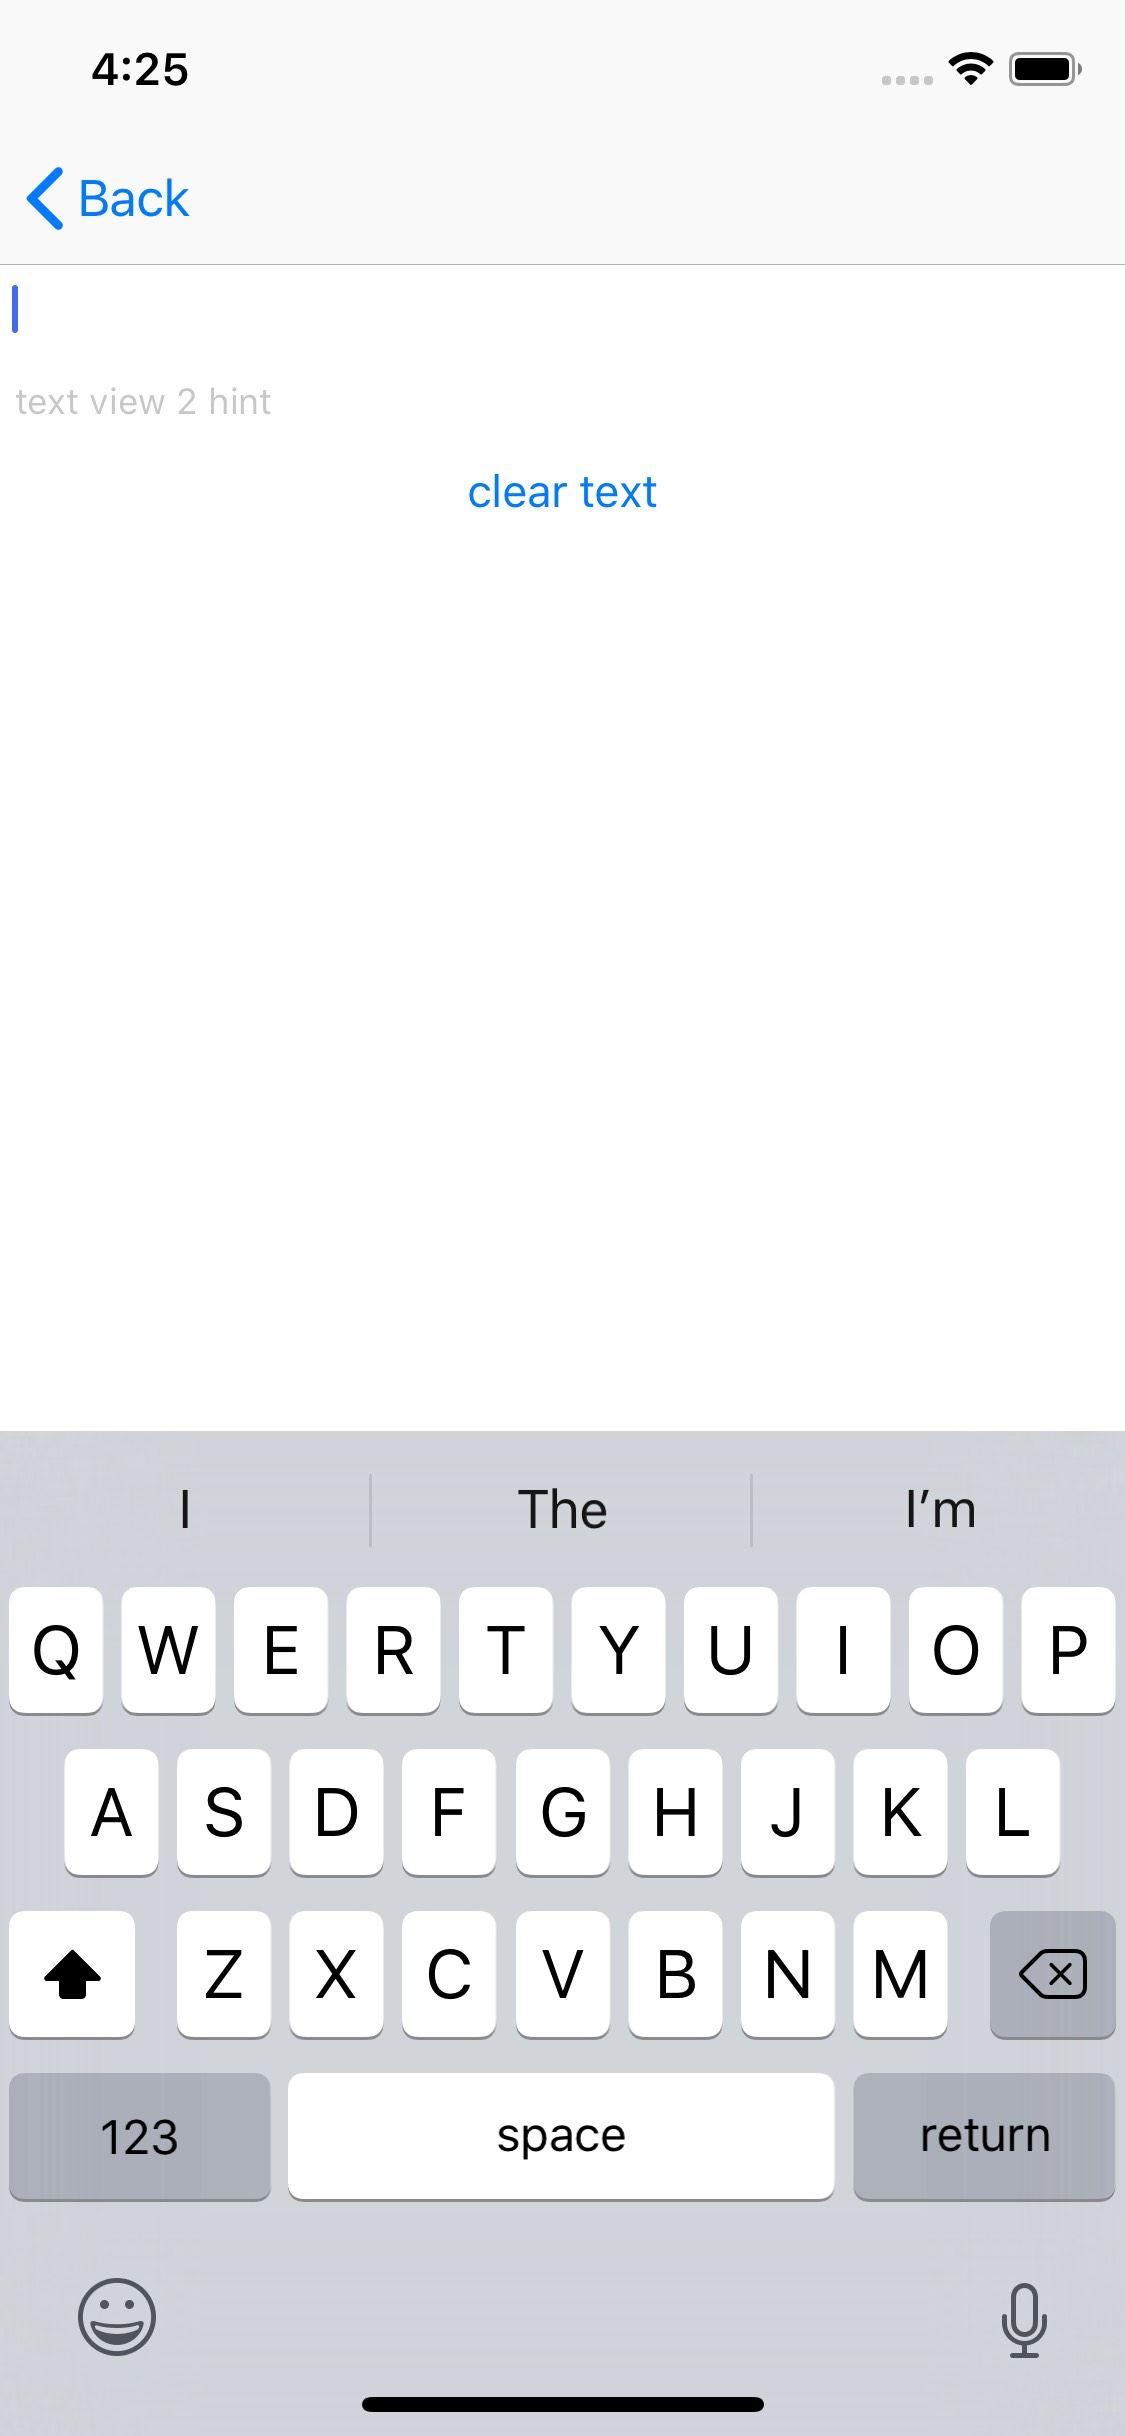 4:25
Back
text view 2 hint
clear text
I The I’m
Q W E R T Y U I O P
A S D F G H J K L
Z X C V B N M
123 space return